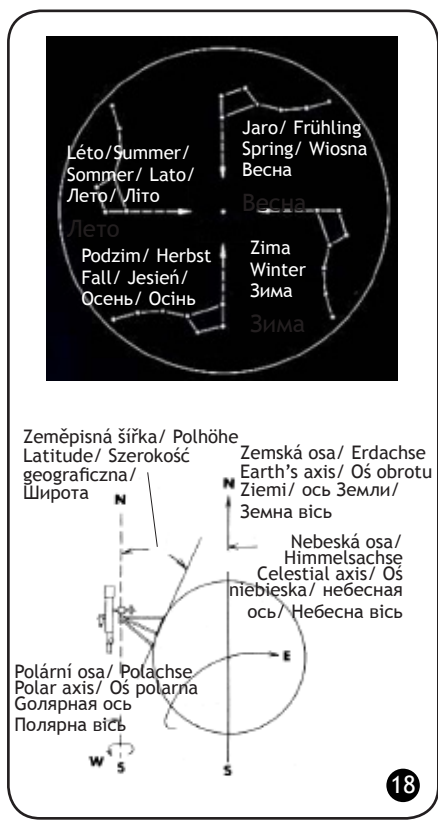 Jaro/ Frühling
Spring/ Wiosna
Весна
Léto/Summer/
Sommer/ Lato/
Лето/ Літо
Весна
Лето
Podzim/ Herbst
Fall/ Jesień/
Осень/ Осінь
Zima
Winter
Зима
Зима
Zeměpisná šířka/ Polhöhe
Latitude/ Szerokość
geograficzna/
Широта
N
Zemská osa/ Erdachse
Earth's axis/ Oś obrotu
Ziemi/ ось Земли/
Земна вісь
N
Nebeská osa/
Himmelsachse
Celestial axis/ Oś
niebieska/ небесная
ось/ Небесна вісь
E
Polární osa/ Polachse
Polar axis/ Oś polarna
Gолярная ось
Полярна вісь
W
S
S
18